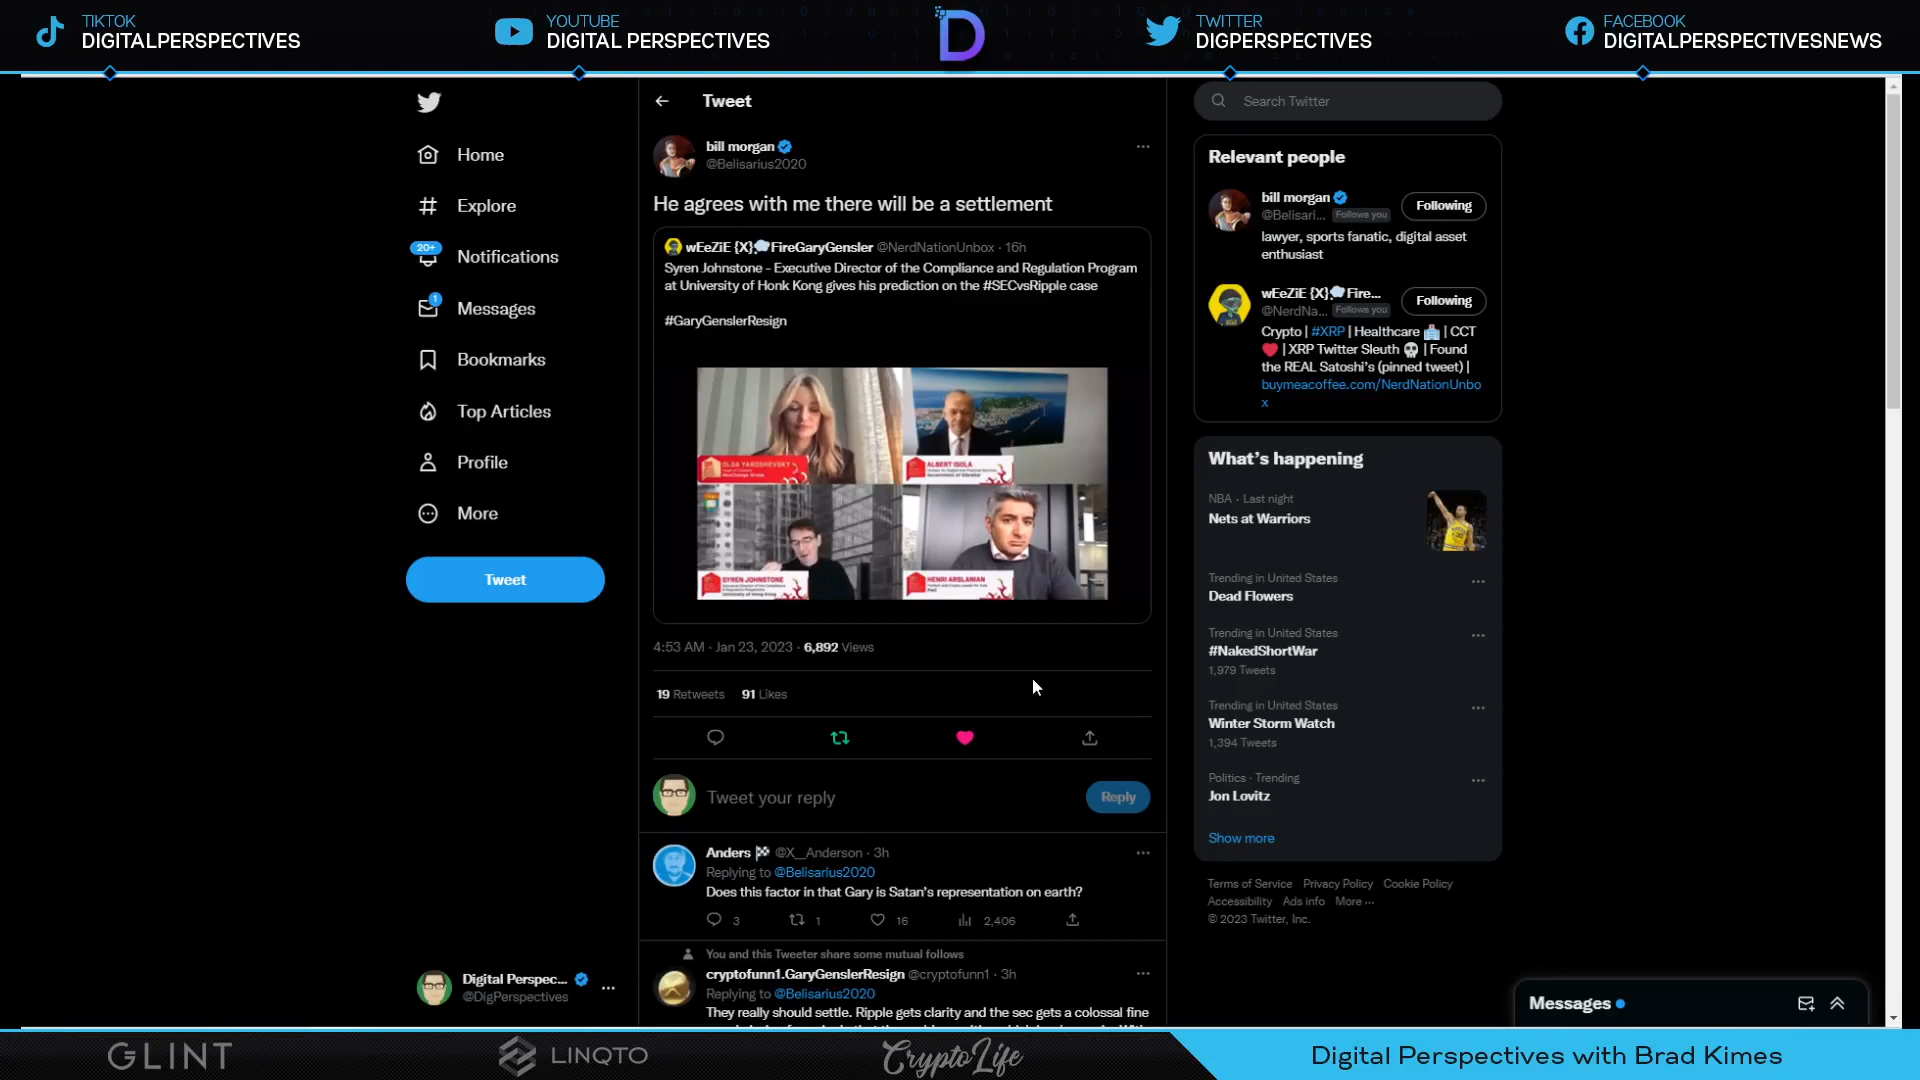 TIKTOK
DIGITALPERSPECTIVES
YOUTUBE
DIGITAL PERSPECTIVES
D
TWITTER
DIGPERSPECTIVES
FACEBOOK
DIGITALPERSPECTIVESNEWS
Home
Explore
20+
Notifications
1
Messages
Bookmarks
Top Articles
Profile
More
Tweet
Digital Perspec...
@DigPerspectives
Tweet
bill morgan
@Belisarius2020
He agrees with me there will be a settlement
wEeZiE {X} FireGaryGensler @NerdNationUnbox · 16h
Syren Johnstone - Executive Director of the Compliance and Regulation Program
at University of Honk Kong gives his prediction on the #SECvsRipple case
#GaryGenslerResign
OLGA YAROSHEVSKY
ALBERT ISOLA
Government of Gibraltar
SYREN JOHNSTONE
University of Hong Kong
HENRI ARSLANIAN
PwC
4:53 AM · Jan 23, 2023 · 6,892 Views
19 Retweets 91 Likes
Tweet your reply
Reply
Anders @X__Anderson · 3h
Replying to @Belisarius2020
Does this factor in that Gary is Satan's representation on earth?
3 1 16 2,406
You and this Tweeter share some mutual follows
cryptofunn1.GaryGenslerResign @cryptofunn1 · 3h
Replying to @Belisarius2020
They really should settle. Ripple gets clarity and the sec gets a colossal fine
Search Twitter
Relevant people
bill morgan
@Belisari... Follows you
Following
lawyer, sports fanatic, digital asset
enthusiast
wEeZiE {X} Fire...
@NerdNa... Follows you
Following
Crypto | #XRP | Healthcare | CCT
| XRP Twitter Sleuth | Found
the REAL Satoshi's (pinned tweet) |
buymeacoffee.com/NerdNationUnbo
x
What's happening
NBA · Last night
Nets at Warriors
Trending in United States
Dead Flowers
Trending in United States
#NakedShortWar
1,979 Tweets
Trending in United States
Winter Storm Watch
1,394 Tweets
Politics · Trending
Jon Lovitz
Show more
Terms of Service Privacy Policy Cookie Policy
Accessibility Ads info More ...
© 2023 Twitter, Inc.
Messages
GLINT
LINQTO
CryptoLife
Digital Perspectives with Brad Kimes